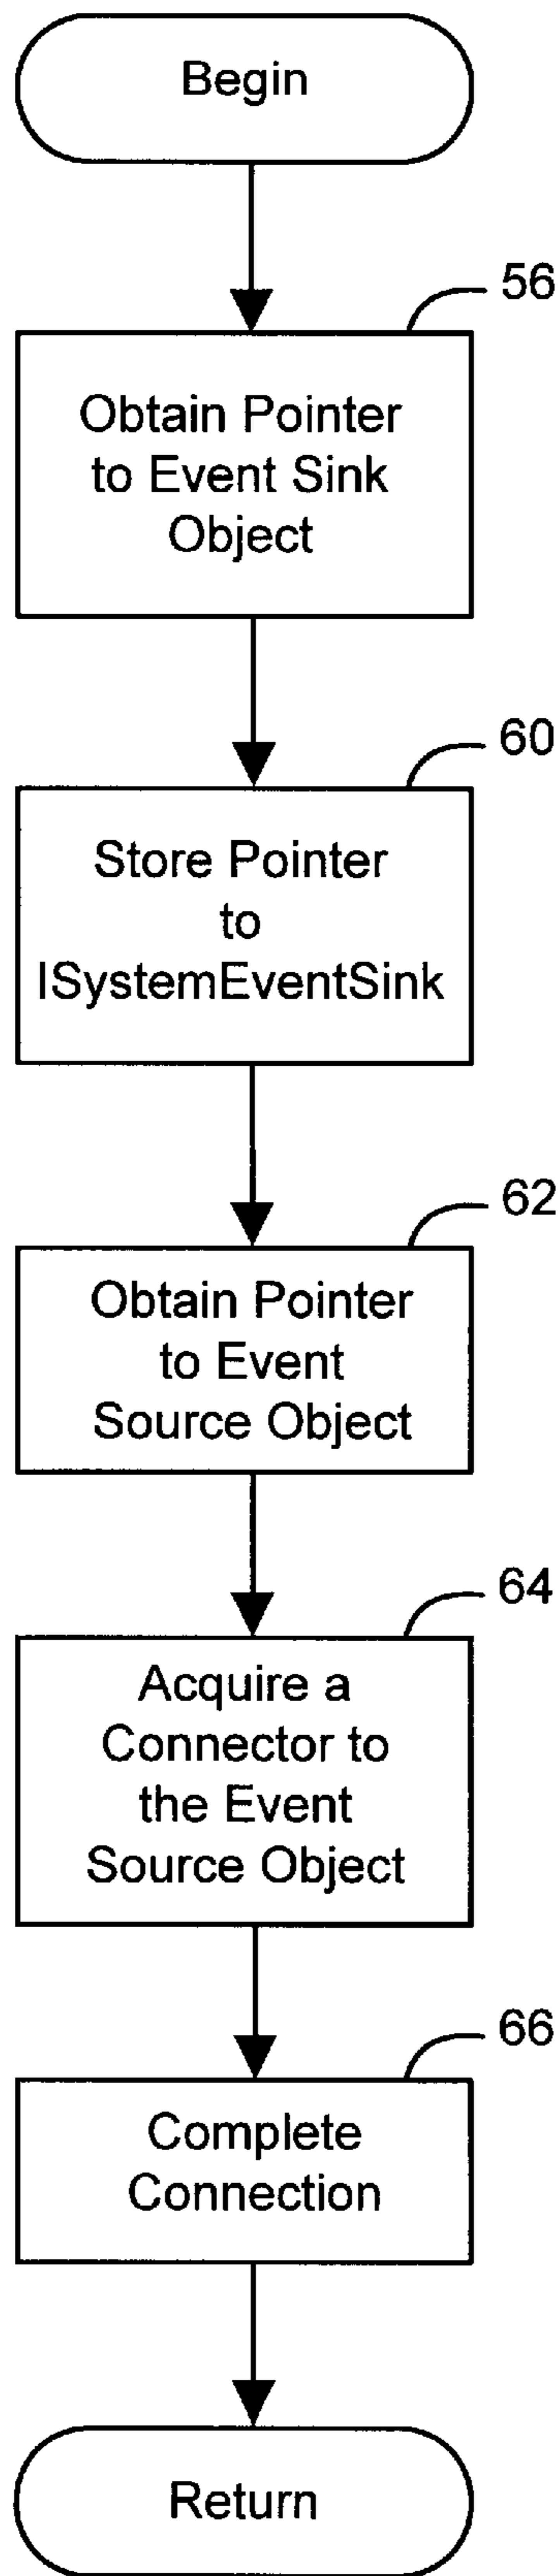 Begin
56
Obtain Pointer
to Event Sink
Object
60
Store Pointer
to
ISystemEventSink
62
Obtain Pointer
to Event
Source Object
64
Acquire a
Connector to
the Event
Source Object
66
Complete
Connection
Return